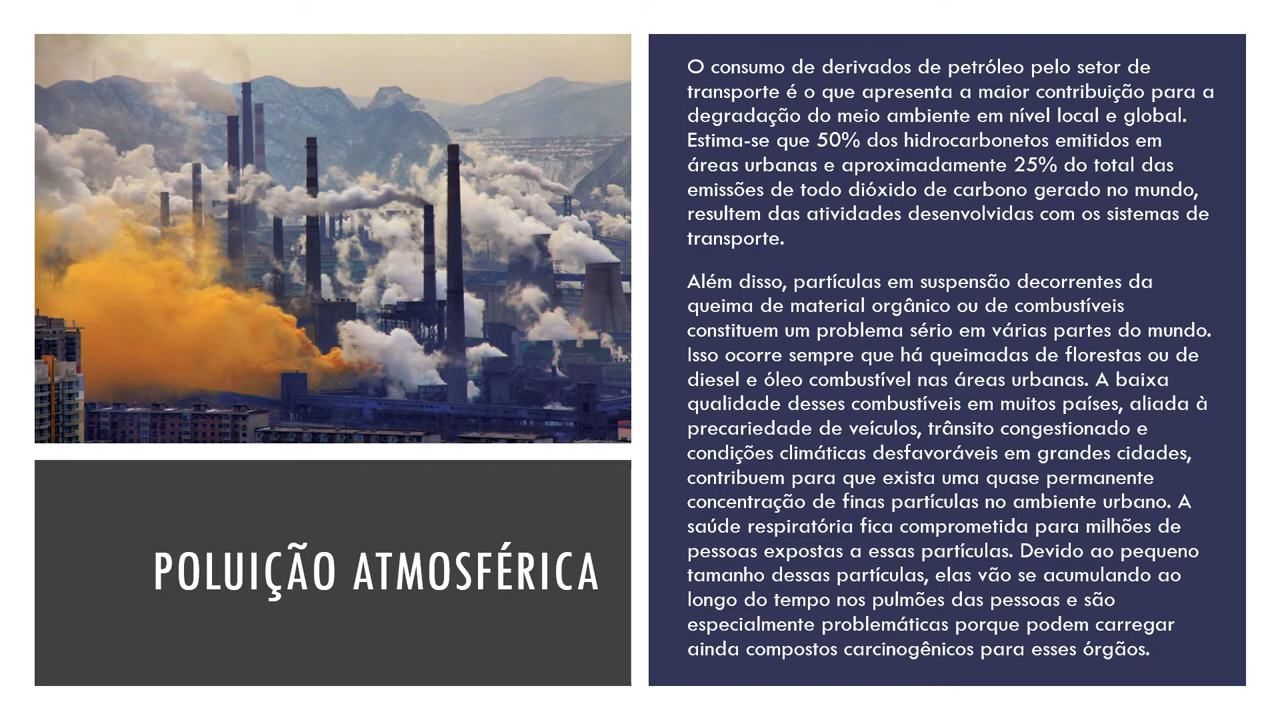 O consumo de derivados de petróleo pelo setor de
transporte é o que apresenta a maior contribuição para a
degradação do meio ambiente em nível local e global.
Estima-se que 50% dos hidrocarbonetos emitidos em
áreas urbanas e aproximadamente 25% do total das
emissões de todo dióxido de carbono gerado no mundo,
resultem das atividades desenvolvidas com os sistemas de
transporte.
Além disso, partículas em suspensão decorrentes da
queima de material orgânico ou de combustíveis
constituem um problema sério em várias partes do mundo.
Isso ocorre sempre que há queimadas de florestas ou de
diesel e óleo combustível nas áreas urbanas. A baixa
qualidade desses combustíveis em muitos países, aliada à
precariedade de veículos, trânsito congestionado e
condições climáticas desfavoráveis em grandes cidades,
contribuem para que exista uma quase permanente
concentração de finas partículas no ambiente urbano. A
saúde respiratória fica comprometida para milhões de
pessoas expostas a essas partículas. Devido ao pequeno
tamanho dessas partículas, elas vão se acumulando ao
longo do tempo nos pulmões das pessoas e são
especialmente problemáticas porque podem carregar
ainda compostos carcinogênicos para esses órgãos.
POLUIÇÃO ATMOSFÉRICA